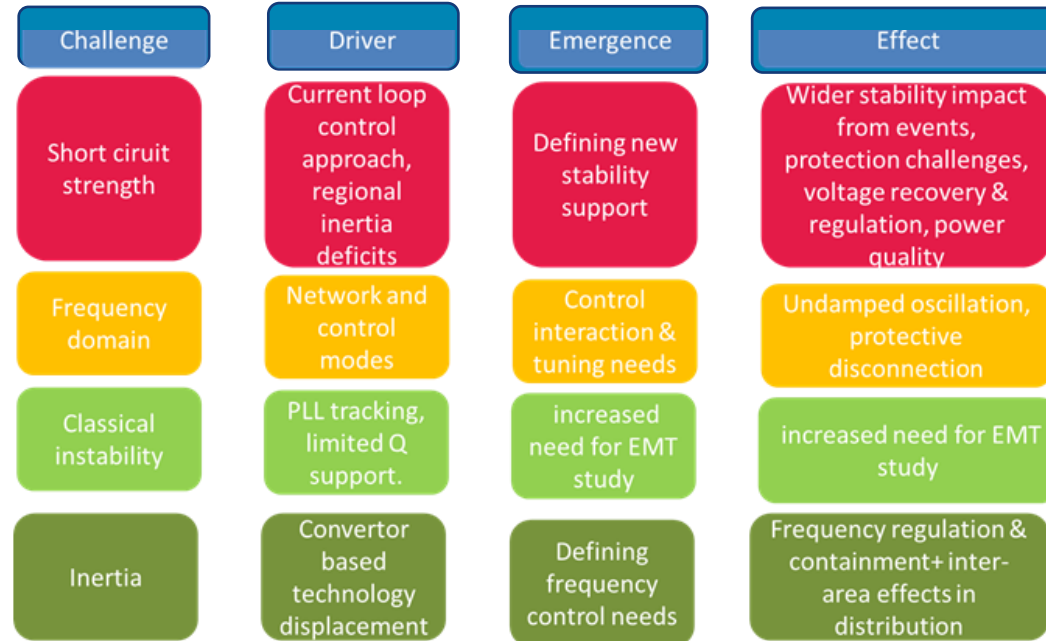 Challenge
Driver
Emergence
Effect
Short ciruit
strength
Current loop
control
approach,
regional
inertia
deficits
Defining new
stability
support
Wider stability impact
from events,
protection challenges,
voltage recovery &
regulation, power
quality
Frequency
domain
Network and
control
modes
Control
interaction &
tuning needs
Undamped oscillation,
protective
disconnection
Classical
instability
PLL tracking,
limited Q
support.
increased
need for EMT
study
increased need for EMT
study
Inertia
Convertor
based
technology
displacement
Defining
frequency
control needs
Frequency regulation &
containment+ inter-
area effects in
distribution